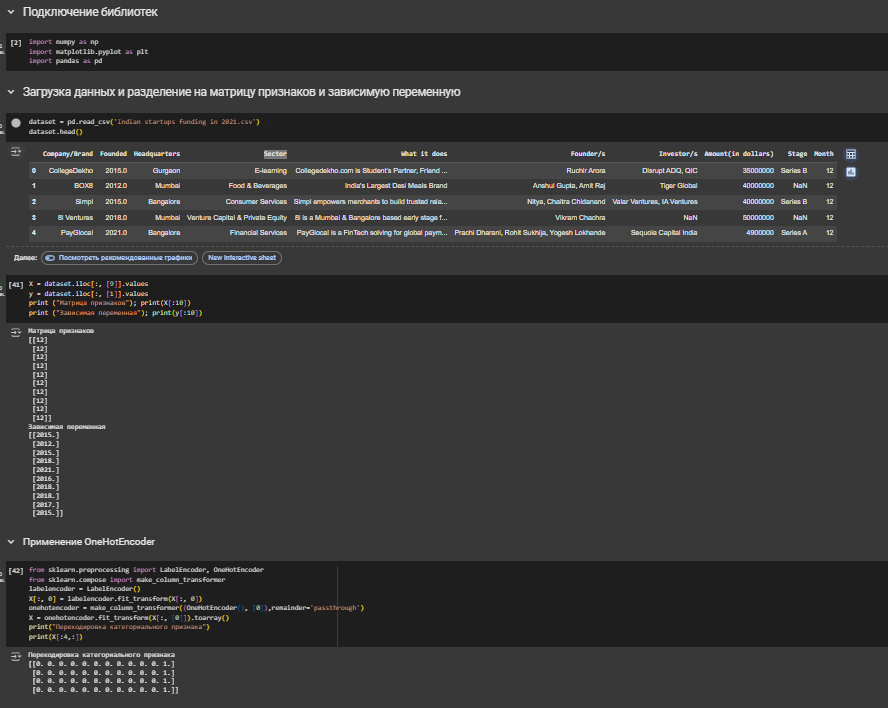 Подключение библиотек
[2] import numpy as np
import matplotlib.pyplot as plt
import pandas as pd
Загрузка данных и разделение на матрицу признаков и зависимую переменную
dataset = pd.read_csv('Indian startups funding in 2021.csv')
dataset.head()
Company/Brand Founded Headquarters Sector What it does Founder/s Investor/s Amount(in dollars) Stage Month
0 CollegeDekho 2015.0 Gurgaon E-learning Collegedekho.com is Student's Partner, Friend ... Ruchir Arora Disrupt ADQ, QIC 35000000 Series B 12
1 BOX8 2012.0 Mumbai Food & Beverages India's Largest Desi Meals Brand Anshul Gupta, Amit Raj Tiger Global 40000000 NaN 12
2 Simpl 2015.0 Bangalore Consumer Services Simpl empowers merchants to build trusted rela... Nitya, Chaitra Chidanand Valar Ventures, IA Ventures 40000000 Series B 12
3 8i Ventures 2018.0 Mumbai Venture Capital & Private Equity 8i is a Mumbai & Bangalore based early stage f... Vikram Chachra NaN 50000000 NaN 12
4 PayGlocal 2021.0 Bangalore Financial Services PayGlocal is a FinTech solving for global paym... Prachi Dharani, Rohit Sukhija, Yogesh Lokhande Sequoia Capital India 4900000 Series A 12
Далее: Посмотреть рекомендованные графики New interactive sheet
[41] X = dataset.iloc[:, [9]].values
y = dataset.iloc[:, [1]].values
print ("Матрица признаков"); print(X[:10])
print ("Зависимая переменная"); print(y[:10])
Матрица признаков
[[12]
[12]
[12]
[12]
[12]
[12]
[12]
[12]
[12]
[12]]
Зависимая переменная
[[2015.]
[2012.]
[2015.]
[2018.]
[2021.]
[2016.]
[2018.]
[2018.]
[2017.]
[2015.]]
Применение OneHotEncoder
[42] from sklearn.preprocessing import LabelEncoder, OneHotEncoder
from sklearn.compose import make_column_transformer
labelencoder = LabelEncoder()
X[:, 0] = labelencoder.fit_transform(X[:, 0])
onehotencoder = make_column_transformer((OneHotEncoder(), [0]),remainder='passthrough')
X = onehotencoder.fit_transform(X[:, [0]]).toarray()
print("Перекодировка категориального признака")
print(X[:4,:])
Перекодировка категориального признака
[[0. 0. 0. 0. 0. 0. 0. 0. 0. 0. 0. 1.]
[0. 0. 0. 0. 0. 0. 0. 0. 0. 0. 0. 1.]
[0. 0. 0. 0. 0. 0. 0. 0. 0. 0. 0. 1.]
[0. 0. 0. 0. 0. 0. 0. 0. 0. 0. 0. 1.]]